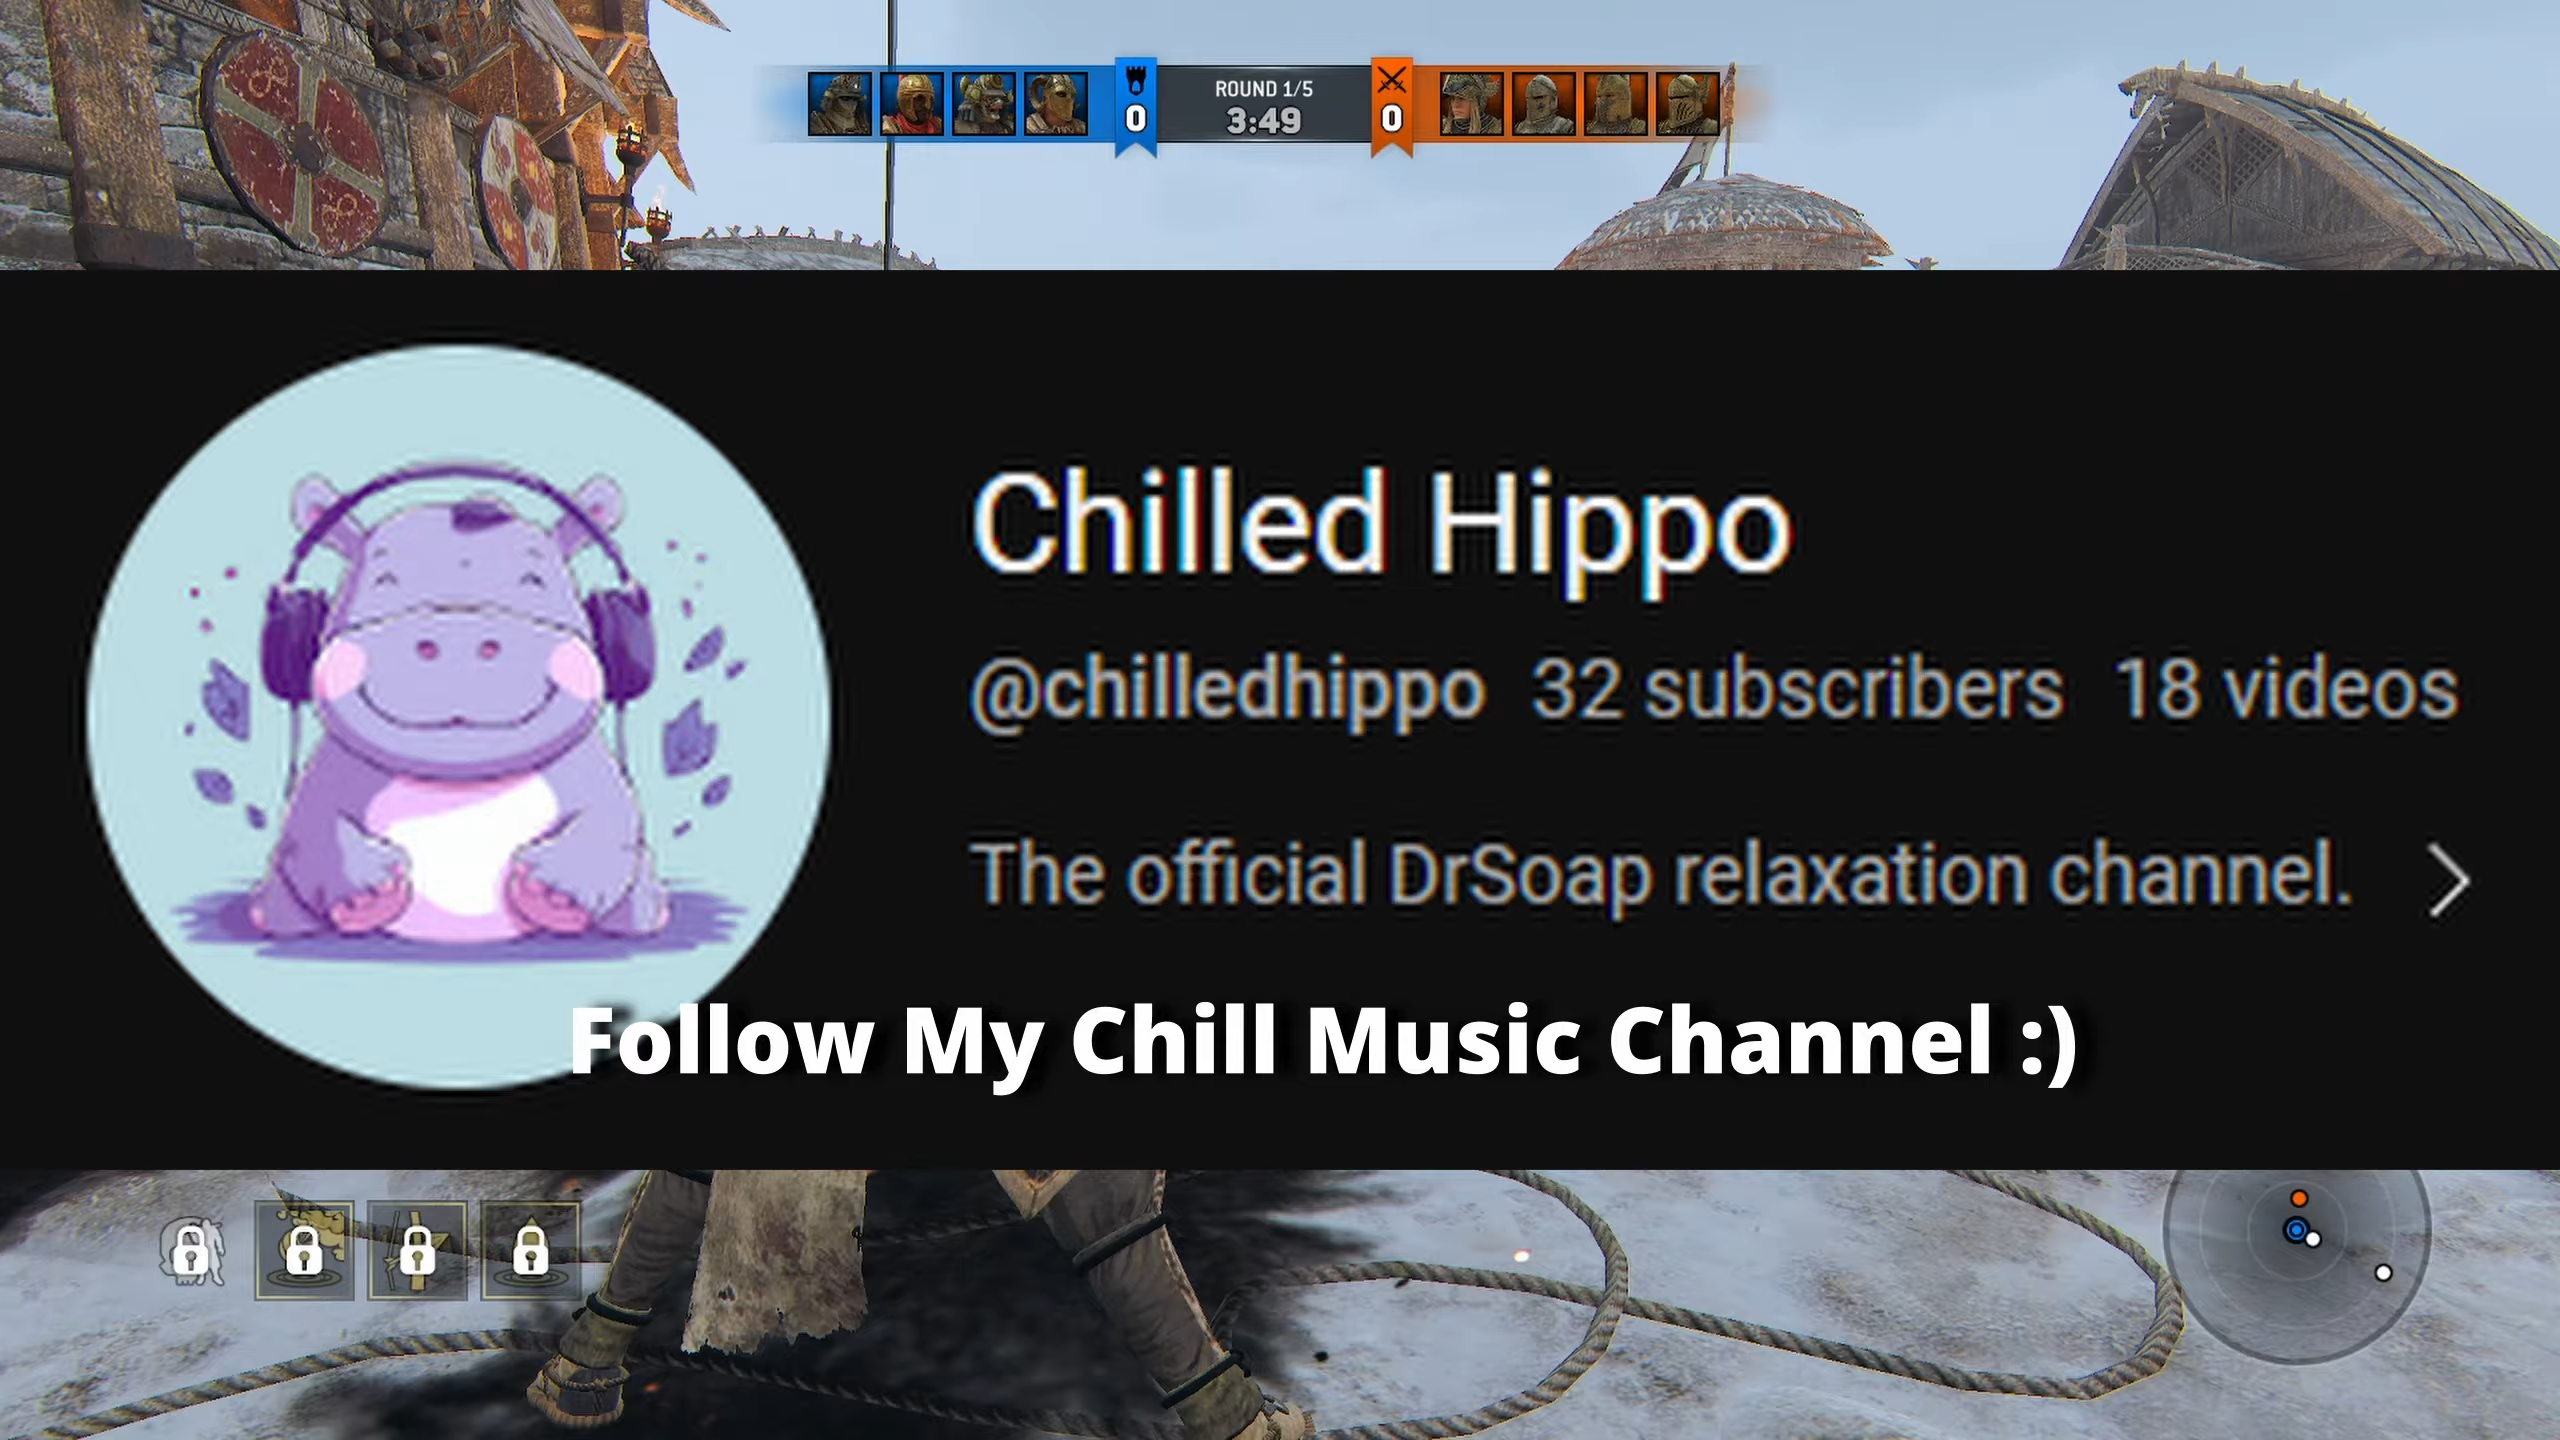 ROUND 1/5
0 3:49 0
Chilled Hippo
@chilledhippo 32 subscribers 18 videos
The official DrSoap relaxation channel.
Follow My Chill Music Channel :)